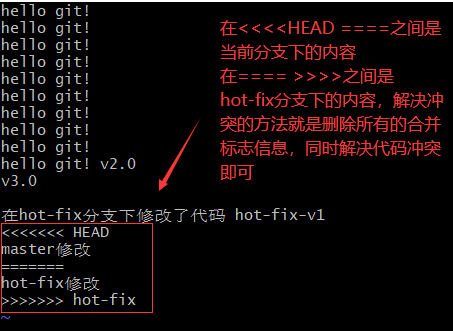 hello git!
hello git!
hello git!
hello git!
hello git!
hello git!
hello git!
hello git!
hello git!
hello git! v2.0
v3.0
在hot-fix分支下修改了代码 hot-fix-v1
<<<<<<< HEAD
master修改
=======
hot-fix修改
>>>>>>> hot-fix
~
在<<<<HEAD ====之间是
当前分支下的内容
在==== >>>>之间是
hot-fix分支下的内容，解决冲
突的方法就是删除所有的合并
标志信息，同时解决代码冲突
即可